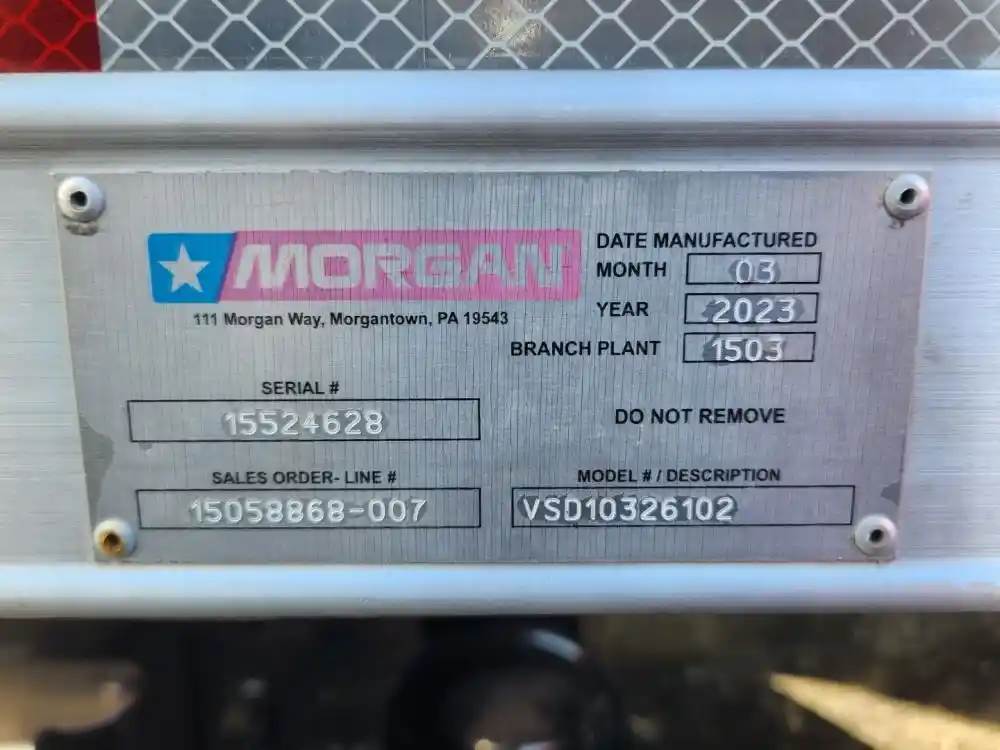 MORGAN
111 Morgan Way, Morgantown, PA 19543
DATE MANUFACTURED
MONTH 03
YEAR 2023
BRANCH PLANT 1503
SERIAL #
15524628
DO NOT REMOVE
SALES ORDER- LINE #
15058868-007
MODEL # / DESCRIPTION
VSD10326102